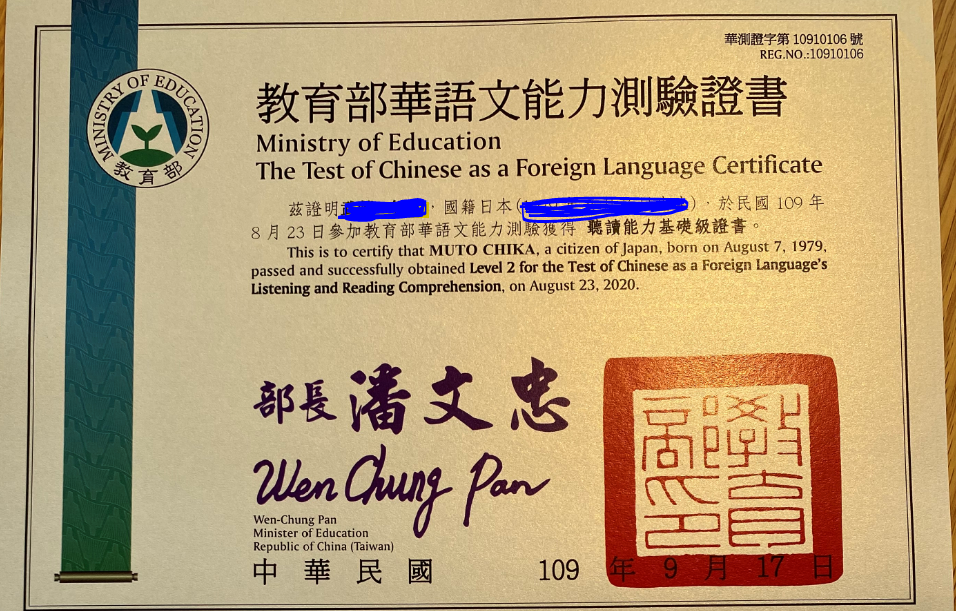 華測證字第 10910106 號
REG.NO.:10910106
MINISTRY OF EDUCATION
教育部
教育部華語文能力測驗證書
Ministry of Education
The Test of Chinese as a Foreign Language Certificate
茲證明 ，國籍日本( )，於民國 109 年
8 月 23 日參加教育部華語文能力測驗獲得 聽讀能力基礎級證書。
This is to certify that MUTO CHIKA, a citizen of Japan, born on August 7, 1979,
passed and successfully obtained Level 2 for the Test of Chinese as a Foreign Language's
Listening and Reading Comprehension, on August 23, 2020.
部長 潘文忠
Wen Chung Pan
Wen-Chung Pan
Minister of Education
Republic of China (Taiwan)
中華民國 109 年 9 月 17 日
教育部印